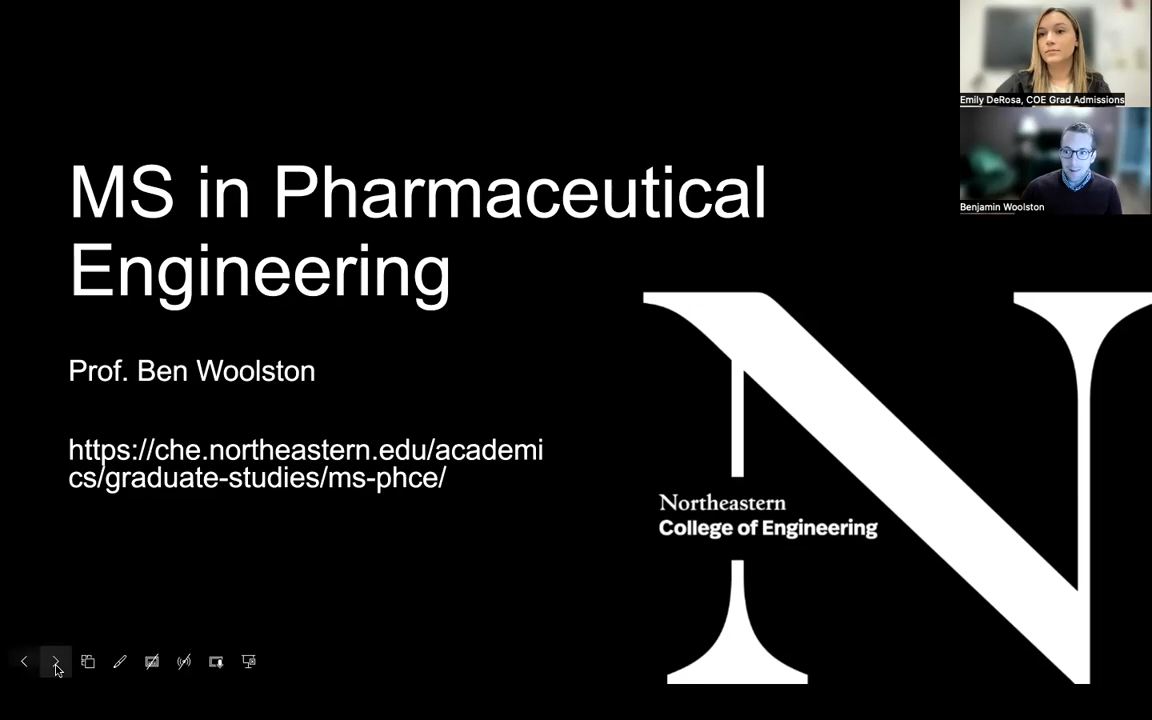 Emily DeRosa, COE Grad Admissions
Benjamin Woolston
MS in Pharmaceutical
Engineering
Prof. Ben Woolston
https://che.northeastern.edu/academi
cs/graduate-studies/ms-phce/
Northeastern
College of Engineering